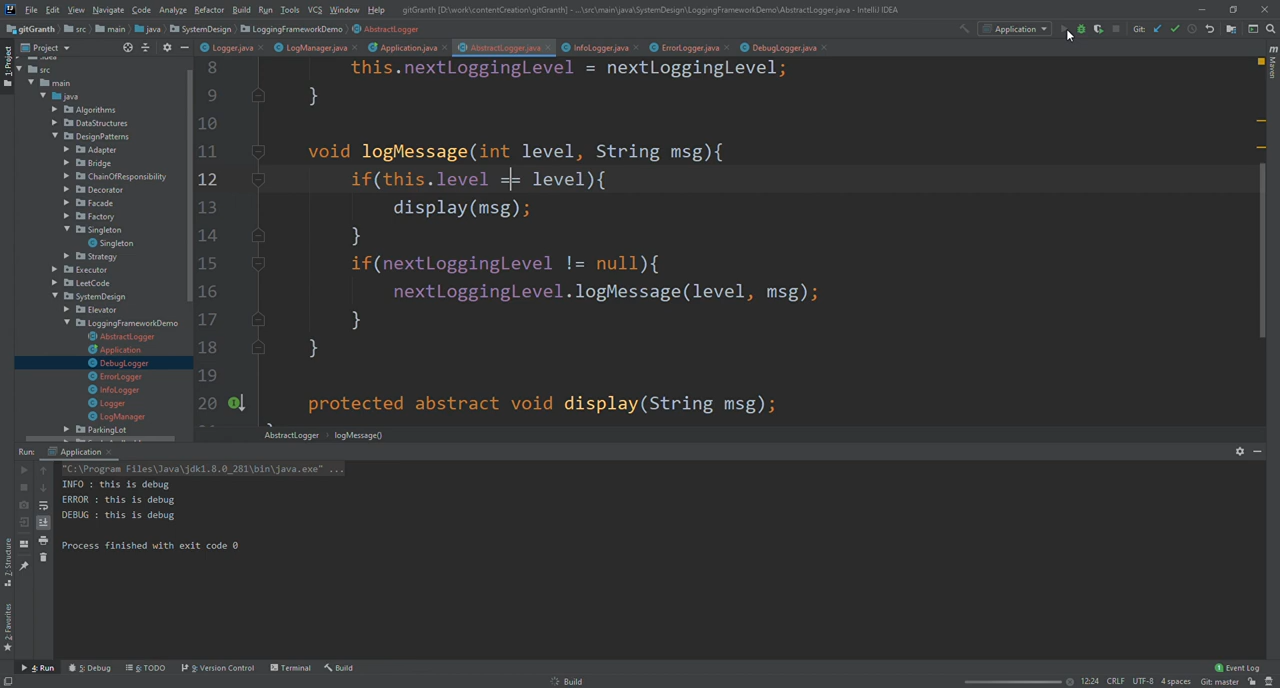 File Edit View Navigate Code Analyze Refactor Build Run Tools VCS Window Help gitGranth [D:\work\contentCreation\gitGranth] - ...\src\main\java\SystemDesign\LoggingFrameworkDemo\AbstractLogger.java - IntelliJ IDEA
gitGranth src main java SystemDesign LoggingFrameworkDemo AbstractLogger Application Git:
Project Logger.java LogManager.java Application.java AbstractLogger.java InfoLogger.java ErrorLogger.java DebugLogger.java
1: Project
Maven
src
main
java
Algorithms
DataStructures
DesignPatterns
Adapter
Bridge
ChainOfResponsibility
Decorator
Facade
Factory
Singleton
Singleton
Strategy
Executor
LeetCode
SystemDesign
Elevator
LoggingFrameworkDemo
AbstractLogger
Application
DebugLogger
ErrorLogger
InfoLogger
Logger
LogManager
ParkingLot
8 this.nextLoggingLevel = nextLoggingLevel;
9 }
10
11 void logMessage(int level, String msg){
12 if(this.level == level){
13 display(msg);
14 }
15 if(nextLoggingLevel != null){
16 nextLoggingLevel.logMessage(level, msg);
17 }
18 }
19
20 protected abstract void display(String msg);
AbstractLogger › logMessage()
Run: Application
"C:\Program Files\Java\jdk1.8.0_281\bin\java.exe" ...
INFO : this is debug
ERROR : this is debug
DEBUG : this is debug
Process finished with exit code 0
7: Structure
2: Favorites
4: Run 5: Debug 6: TODO 9: Version Control Terminal Build 1 Event Log
Build 12:24 CRLF UTF-8 4 spaces Git: master